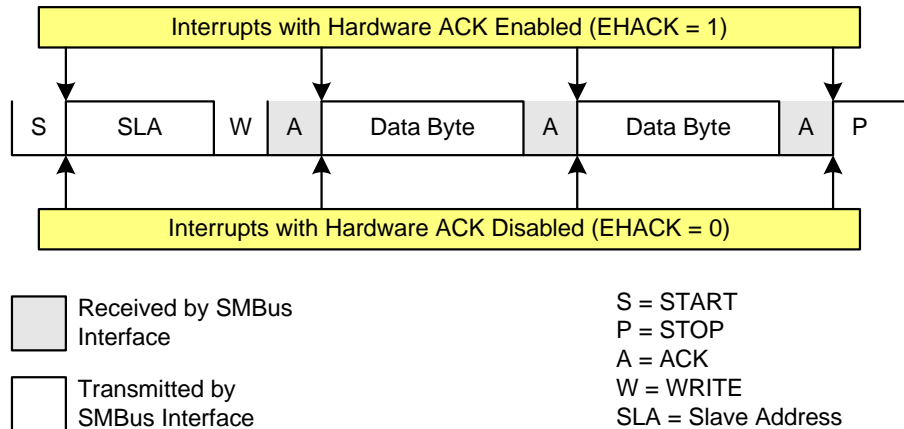 Interrupts with Hardware ACK Enabled (EHACK = 1)
S SLA W A Data Byte A Data Byte A P
Interrupts with Hardware ACK Disabled (EHACK = 0)
Received by SMBus
Interface
Transmitted by
SMBus Interface
S = START
P = STOP
A = ACK
W = WRITE
SLA = Slave Address